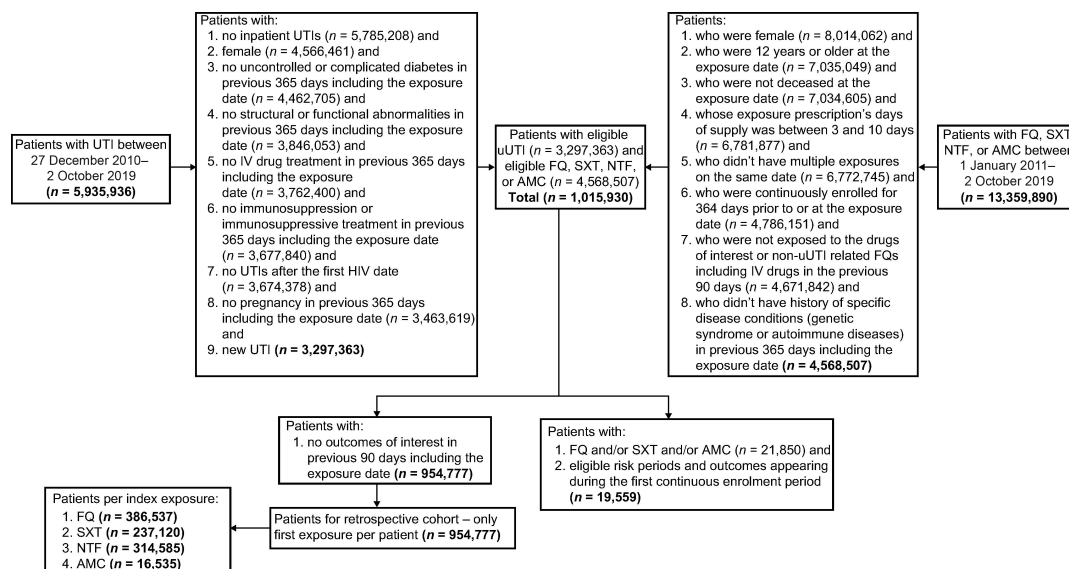 Patients with UTI between
27 December 2010–
2 October 2019
(n = 5,935,936)
Patients with:
1. no inpatient UTIs (n = 5,785,208) and
2. female (n = 4,566,461) and
3. no uncontrolled or complicated diabetes in
previous 365 days including the exposure
date (n = 4,462,705) and
4. no structural or functional abnormalities in
previous 365 days including the exposure
date (n = 3,846,053) and
5. no IV drug treatment in previous 365 days
including the exposure
date (n = 3,762,400) and
6. no immunosuppression or
immunosuppressive treatment in previous
365 days including the exposure date
(n = 3,677,840) and
7. no UTIs after the first HIV date
(n = 3,674,378) and
8. no pregnancy in previous 365 days
including the exposure date (n = 3,463,619)
and
9. new UTI (n = 3,297,363)
Patients with eligible
uUTI (n = 3,297,363) and
eligible FQ, SXT, NTF,
or AMC (n = 4,568,507)
Total (n = 1,015,930)
Patients:
1. who were female (n = 8,014,062) and
2. who were 12 years or older at the
exposure date (n = 7,035,049) and
3. who were not deceased at the
exposure date (n = 7,034,605) and
4. whose exposure prescription's days
of supply was between 3 and 10 days
(n = 6,781,877) and
5. who didn't have multiple exposures
on the same date (n = 6,772,745) and
6. who were continuously enrolled for
364 days prior to or at the exposure
date (n = 4,786,151) and
7. who were not exposed to the drugs
of interest or non-uUTI related FQs
including IV drugs in the previous
90 days (n = 4,671,842) and
8. who didn't have history of specific
disease conditions (genetic
syndrome or autoimmune diseases)
in previous 365 days including the
exposure date (n = 4,568,507)
Patients with FQ, SXT
NTF, or AMC between
1 January 2011–
2 October 2019
(n = 13,359,890)
Patients with:
1. no outcomes of interest in
previous 90 days including the
exposure date (n = 954,777)
Patients with:
1. FQ and/or SXT and/or AMC (n = 21,850) and
2. eligible risk periods and outcomes appearing
during the first continuous enrolment period
(n = 19,559)
Patients for retrospective cohort – only
first exposure per patient (n = 954,777)
Patients per index exposure:
1. FQ (n = 386,537)
2. SXT (n = 237,120)
3. NTF (n = 314,585)
4. AMC (n = 16,535)